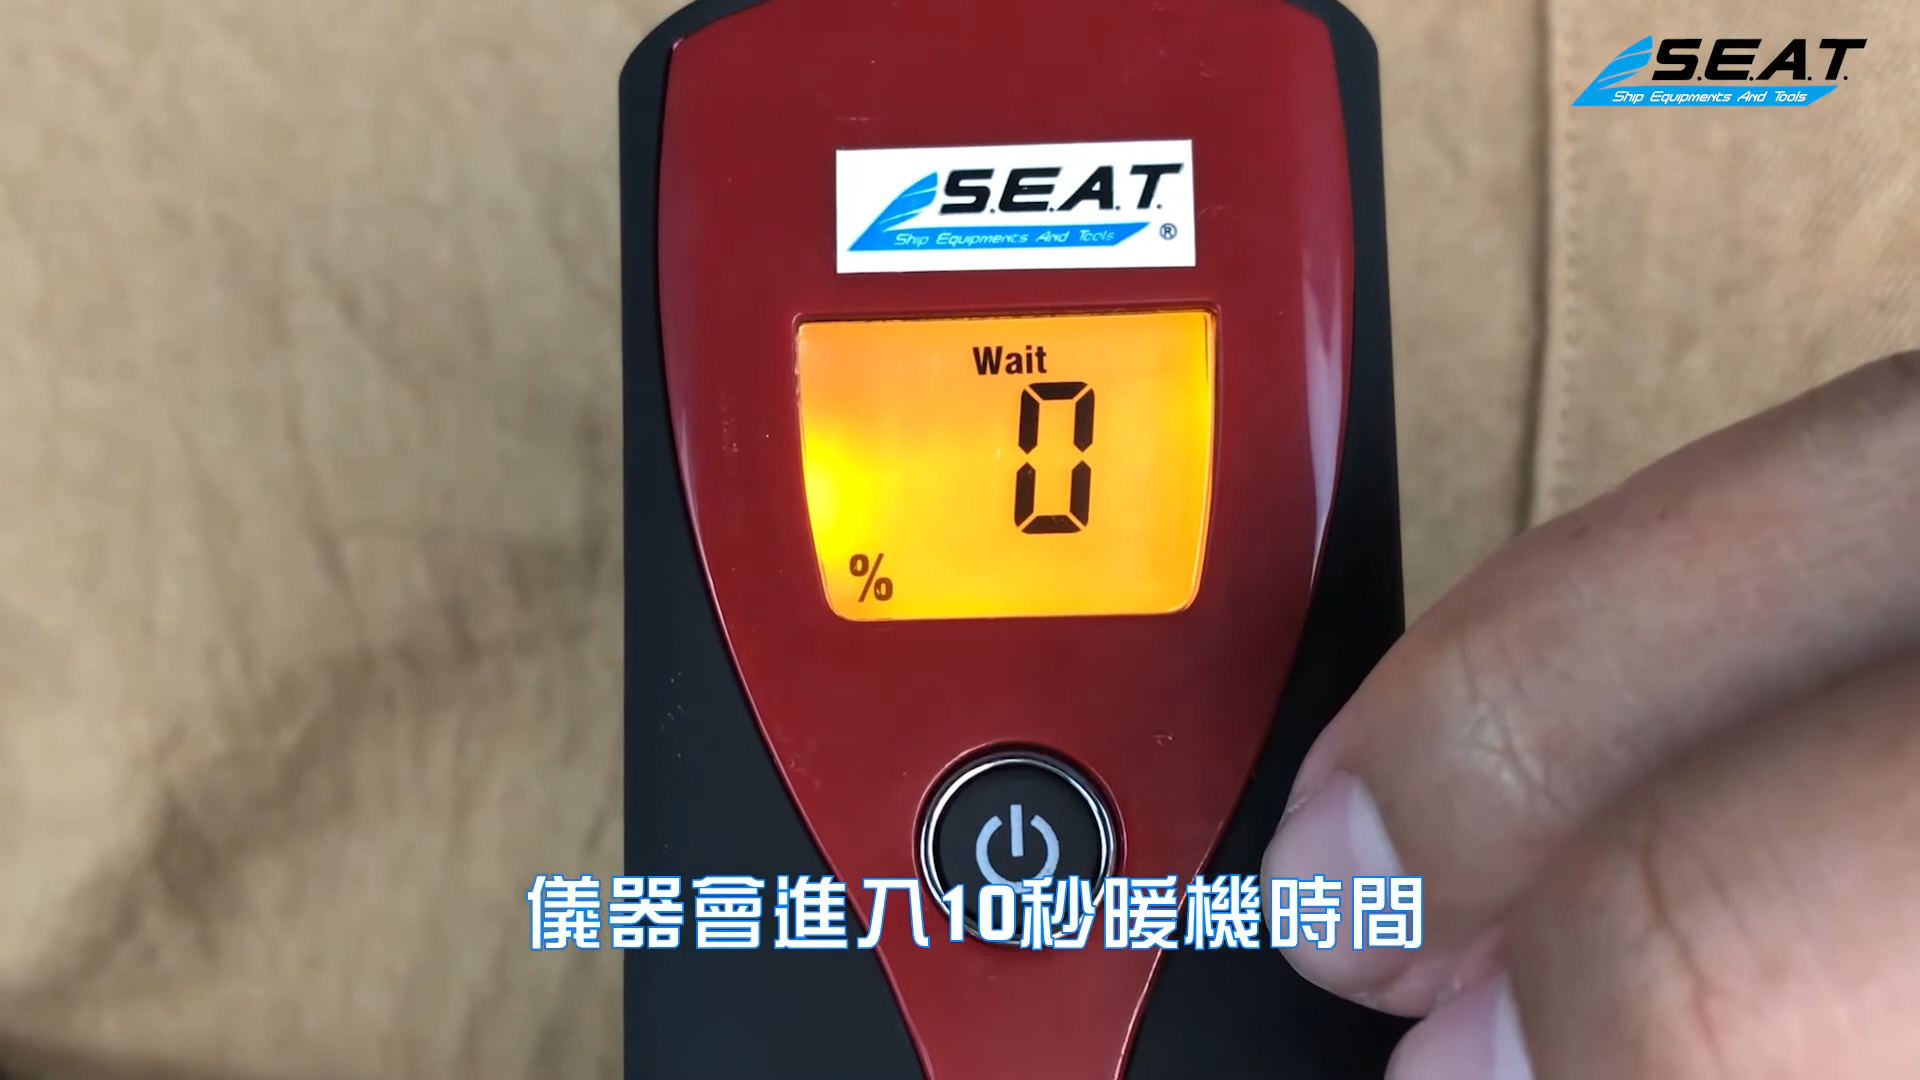 S.E.A.T.
Ship Equipments And Tools
S.E.A.T.
Ship Equipments And Tools ®
Wait
0
%
儀器會進入10秒暖機時間